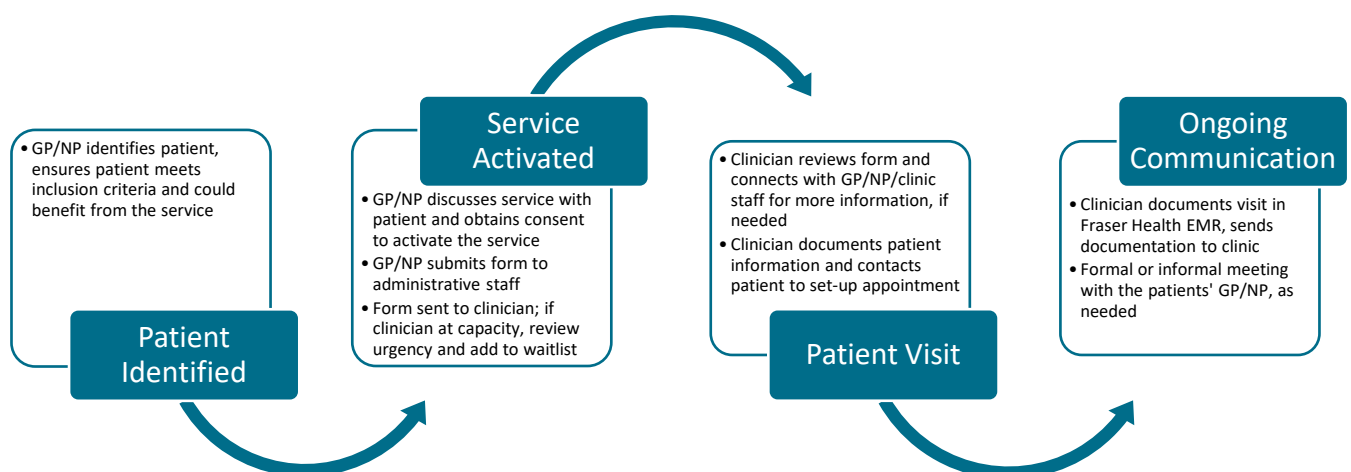 • GP/NP identifies patient,
ensures patient meets
inclusion criteria and could
benefit from the service
Patient
Identified
Service
Activated
• GP/NP discusses service with
patient and obtains consent
to activate the service
• GP/NP submits form to
administrative staff
• Form sent to clinician; if
clinician at capacity, review
urgency and add to waitlist
• Clinician reviews form and
connects with GP/NP/clinic
staff for more information, if
needed
• Clinician documents patient
information and contacts
patient to set-up appointment
Patient Visit
Ongoing
Communication
• Clinician documents visit in
Fraser Health EMR, sends
documentation to clinic
• Formal or informal meeting
with the patients' GP/NP, as
needed